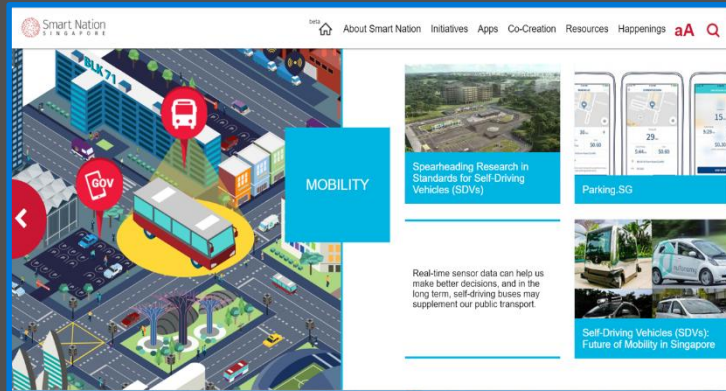 Smart Nation
SINGAPORE
beta
About Smart Nation Initiatives Apps Co-Creation Resources Happenings aA
BLK 71
GOV
MOBILITY
Spearheading Research in
Standards for Self-Driving
Vehicles (SDVs)
Parking.SG
Real-time sensor data can help us
make better decisions, and in the
long term, self-driving buses may
supplement our public transport.
Self-Driving Vehicles (SDVs):
Future of Mobility in Singapore